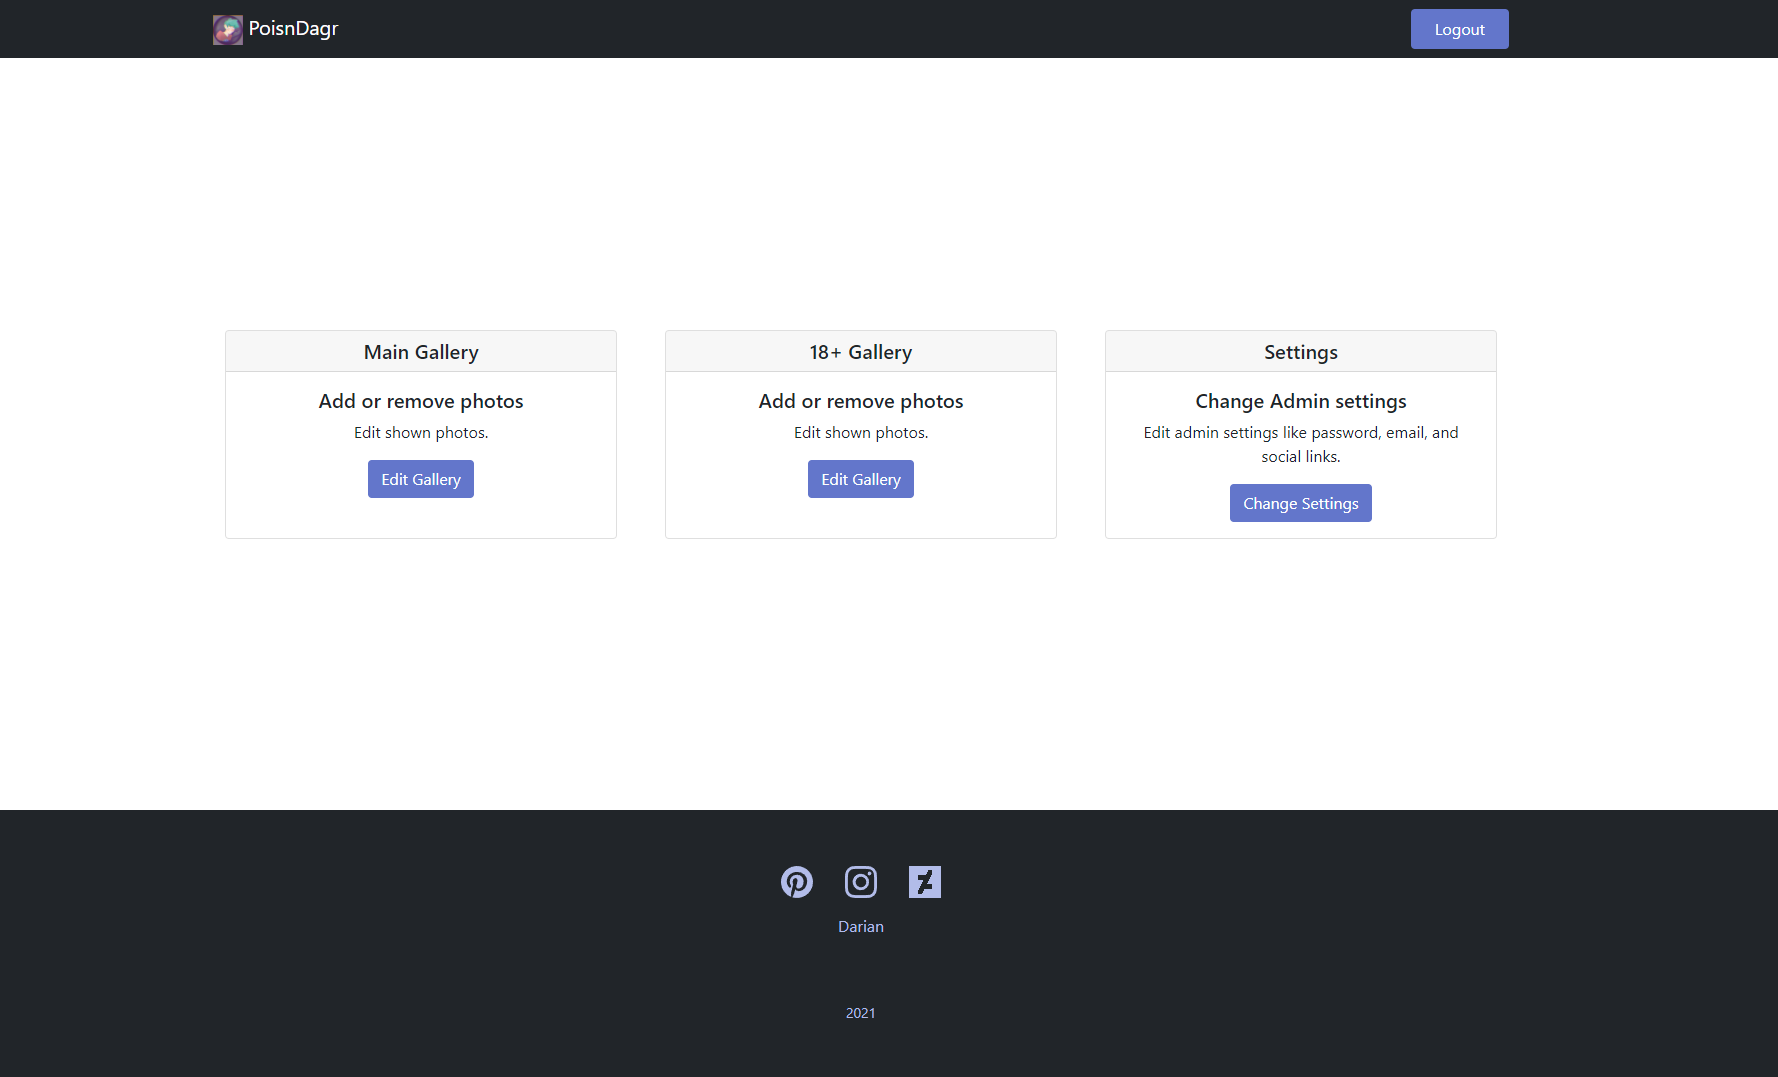 PoisnDagr
Logout
Main Gallery
Add or remove photos
Edit shown photos.
Edit Gallery
18+ Gallery
Add or remove photos
Edit shown photos.
Edit Gallery
Settings
Change Admin settings
Edit admin settings like password, email, and
social links.
Change Settings
Darian
2021